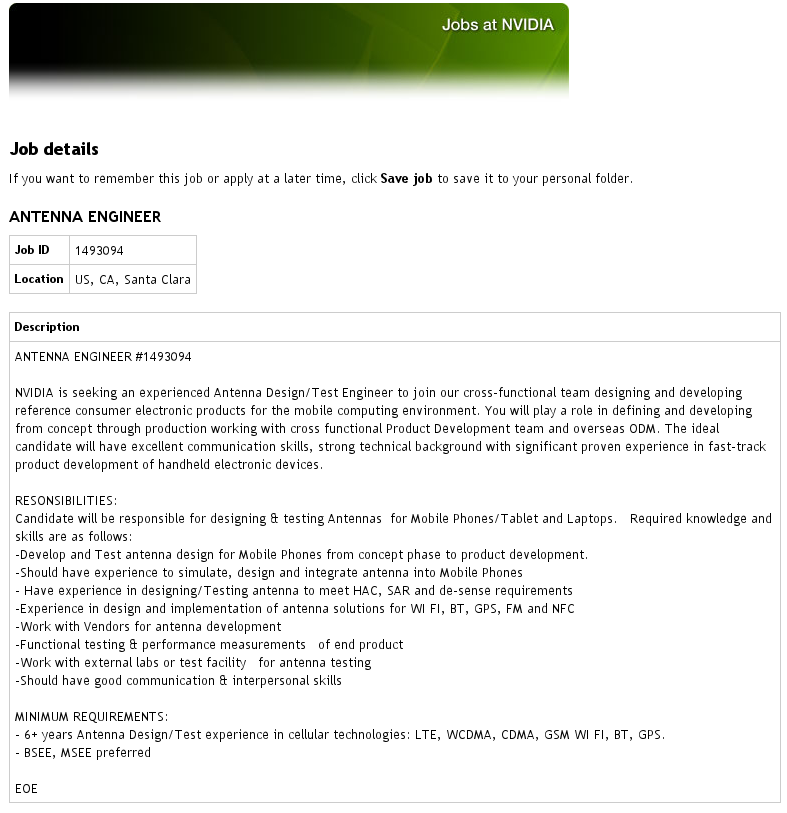 Jobs at NVIDIA
Job details
If you want to remember this job or apply at a later time, click Save job to save it to your personal folder.
ANTENNA ENGINEER
Job ID 1493094
Location US, CA, Santa Clara
Description
ANTENNA ENGINEER #1493094
NVIDIA is seeking an experienced Antenna Design/Test Engineer to join our cross-functional team designing and developing
reference consumer electronic products for the mobile computing environment. You will play a role in defining and developing
from concept through production working with cross functional Product Development team and overseas ODM. The ideal
candidate will have excellent communication skills, strong technical background with significant proven experience in fast-track
product development of handheld electronic devices.
RESONSIBILITIES:
Candidate will be responsible for designing & testing Antennas for Mobile Phones/Tablet and Laptops. Required knowledge and
skills are as follows:
-Develop and Test antenna design for Mobile Phones from concept phase to product development.
-Should have experience to simulate, design and integrate antenna into Mobile Phones
- Have experience in designing/Testing antenna to meet HAC, SAR and de-sense requirements
-Experience in design and implementation of antenna solutions for WI FI, BT, GPS, FM and NFC
-Work with Vendors for antenna development
-Functional testing & performance measurements of end product
-Work with external labs or test facility for antenna testing
-Should have good communication & interpersonal skills
MINIMUM REQUIREMENTS:
- 6+ years Antenna Design/Test experience in cellular technologies: LTE, WCDMA, CDMA, GSM WI FI, BT, GPS.
- BSEE, MSEE preferred
EOE